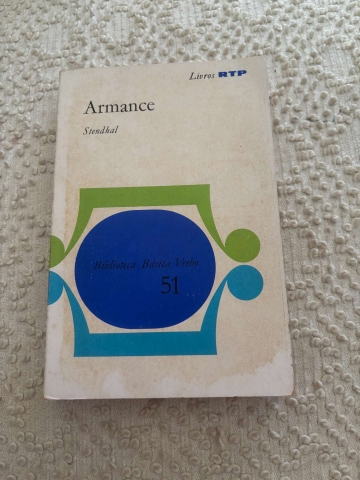 Livros RTP
Armance
Stendhal
Biblioteca Básica Verbo
51